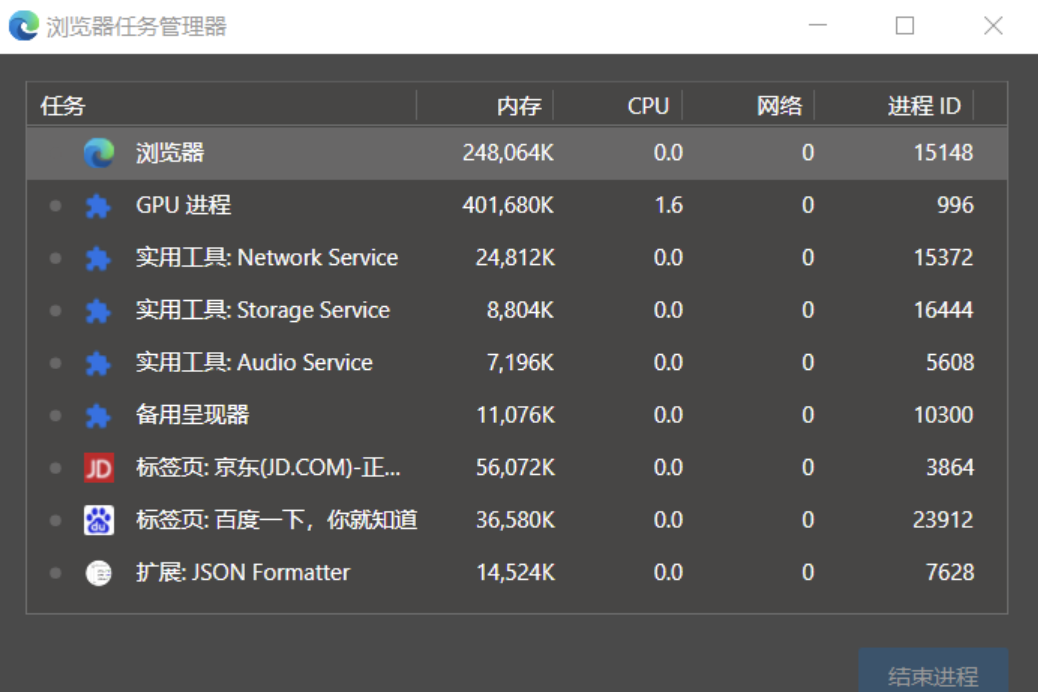 浏览器任务管理器
任务 内存 CPU 网络 进程 ID
浏览器 248,064K 0.0 0 15148
GPU 进程 401,680K 1.6 0 996
实用工具: Network Service 24,812K 0.0 0 15372
实用工具: Storage Service 8,804K 0.0 0 16444
实用工具: Audio Service 7,196K 0.0 0 5608
备用呈现器 11,076K 0.0 0 10300
JD 标签页: 京东(JD.COM)-正... 56,072K 0.0 0 3864
du 标签页: 百度一下，你就知道 36,580K 0.0 0 23912
扩展: JSON Formatter 14,524K 0.0 0 7628
结束进程